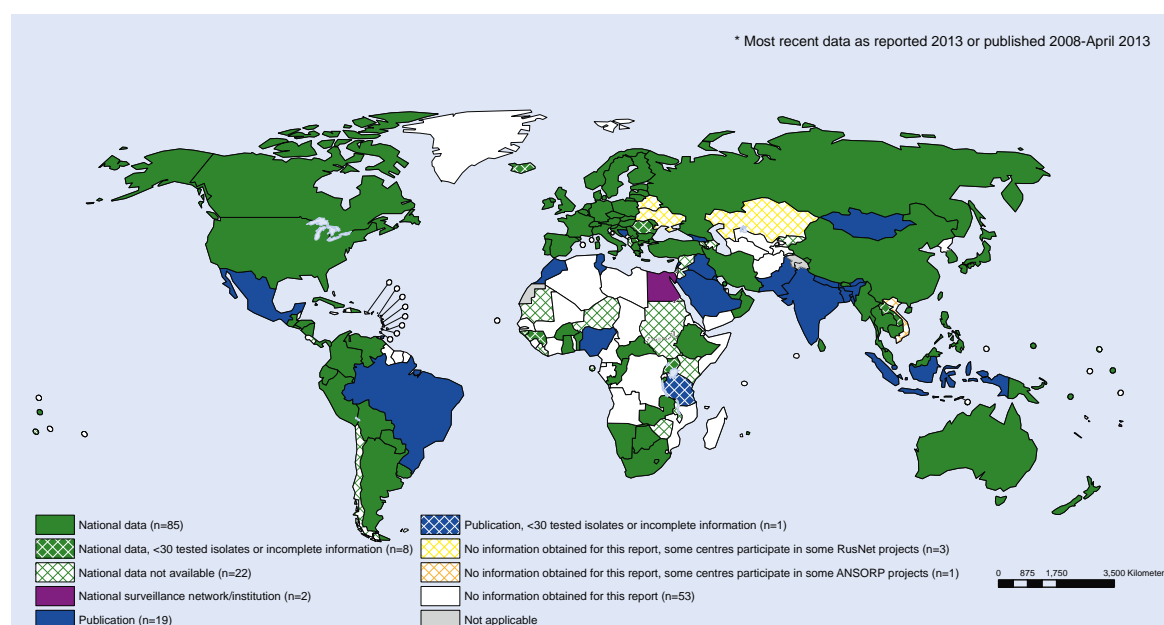 * Most recent data as reported 2013 or published 2008-April 2013
National data (n=85)
National data, <30 tested isolates or incomplete information (n=8)
National data not available (n=22)
National surveillance network/institution (n=2)
Publication (n=19)
Publication, <30 tested isolates or incomplete information (n=1)
No information obtained for this report, some centres participate in some RusNet projects (n=3)
No information obtained for this report, some centres participate in some ANSORP projects (n=1)
No information obtained for this report (n=53)
Not applicable
0 875 1,750 3,500 Kilometer